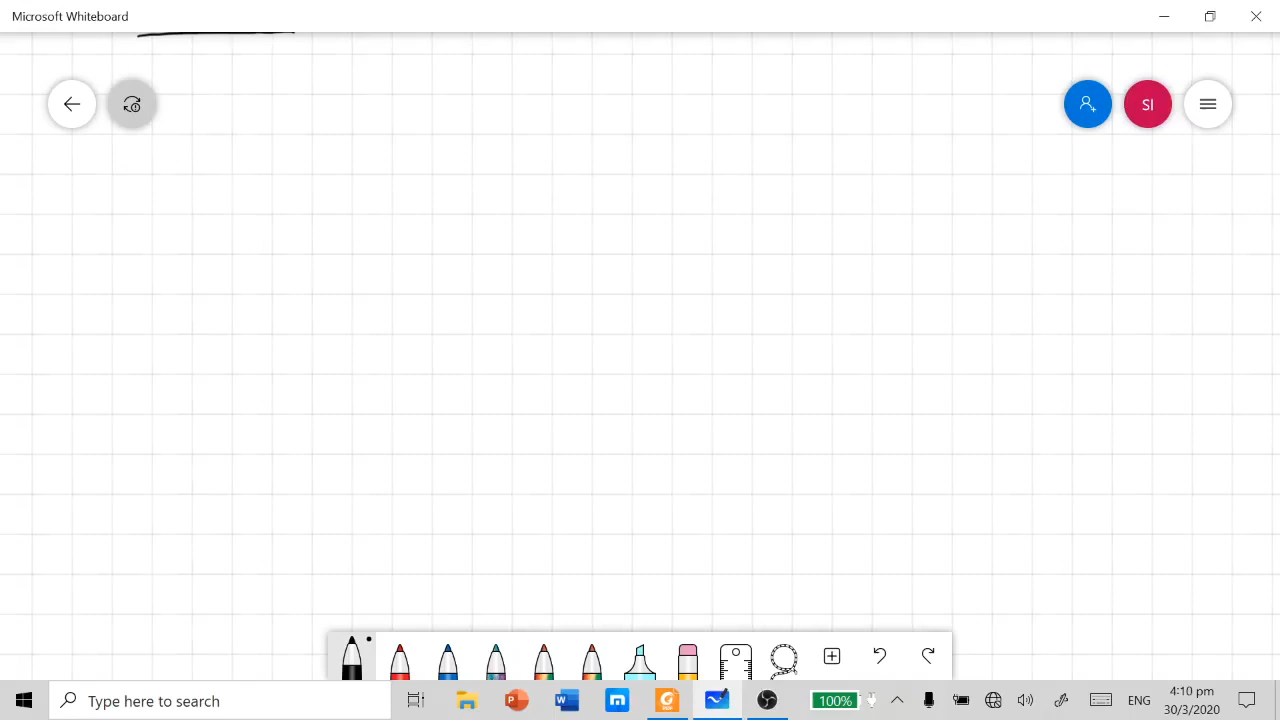 Microsoft Whiteboard
SI
Type here to search
100%
ENG
4:10 pm
30/3/2020